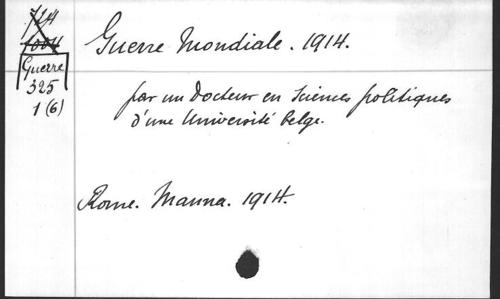 Guerre Mondiale. 1914.
Guerre
325
1 (6)
par un Docteur en Sciences politiques
d'une Université belge.
Rome. Manna. 1914.